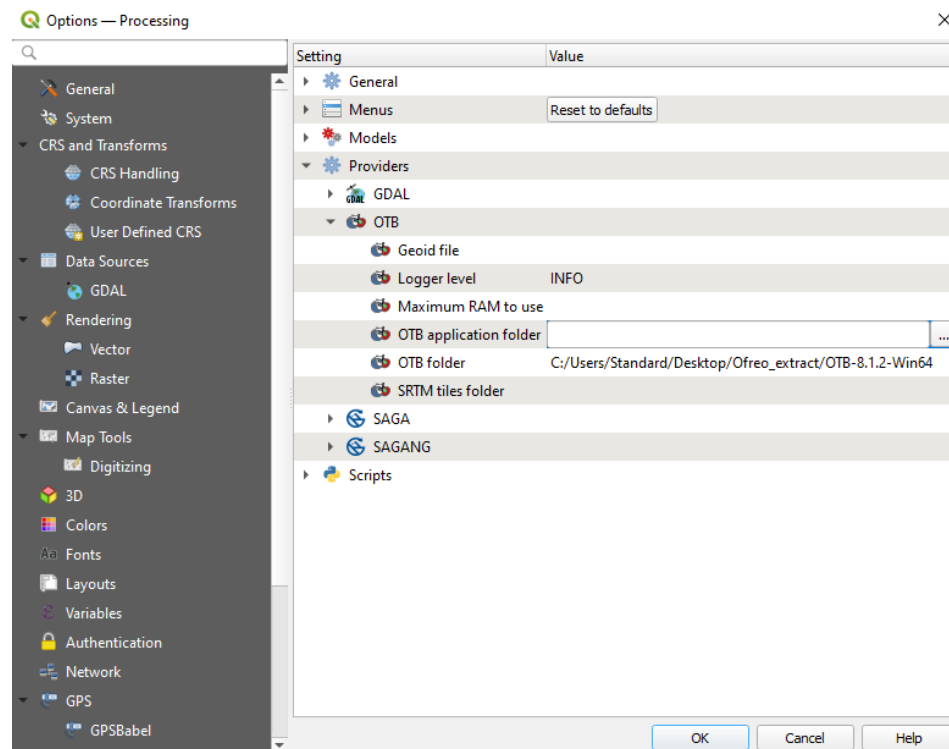 Options — Processing
General
System
CRS and Transforms
CRS Handling
Coordinate Transforms
User Defined CRS
Data Sources
GDAL
Rendering
Vector
Raster
Canvas & Legend
Map Tools
Digitizing
3D
Colors
Aa Fonts
Layouts
Variables
Authentication
Network
GPS
GPSBabel
Setting Value
General
Menus Reset to defaults
Models
Providers
GDAL GDAL
OTB
Geoid file
Logger level INFO
Maximum RAM to use
OTB application folder ...
OTB folder C:/Users/Standard/Desktop/Ofreo_extract/OTB-8.1.2-Win64
SRTM tiles folder
SAGA
SAGANG
Scripts
OK Cancel Help